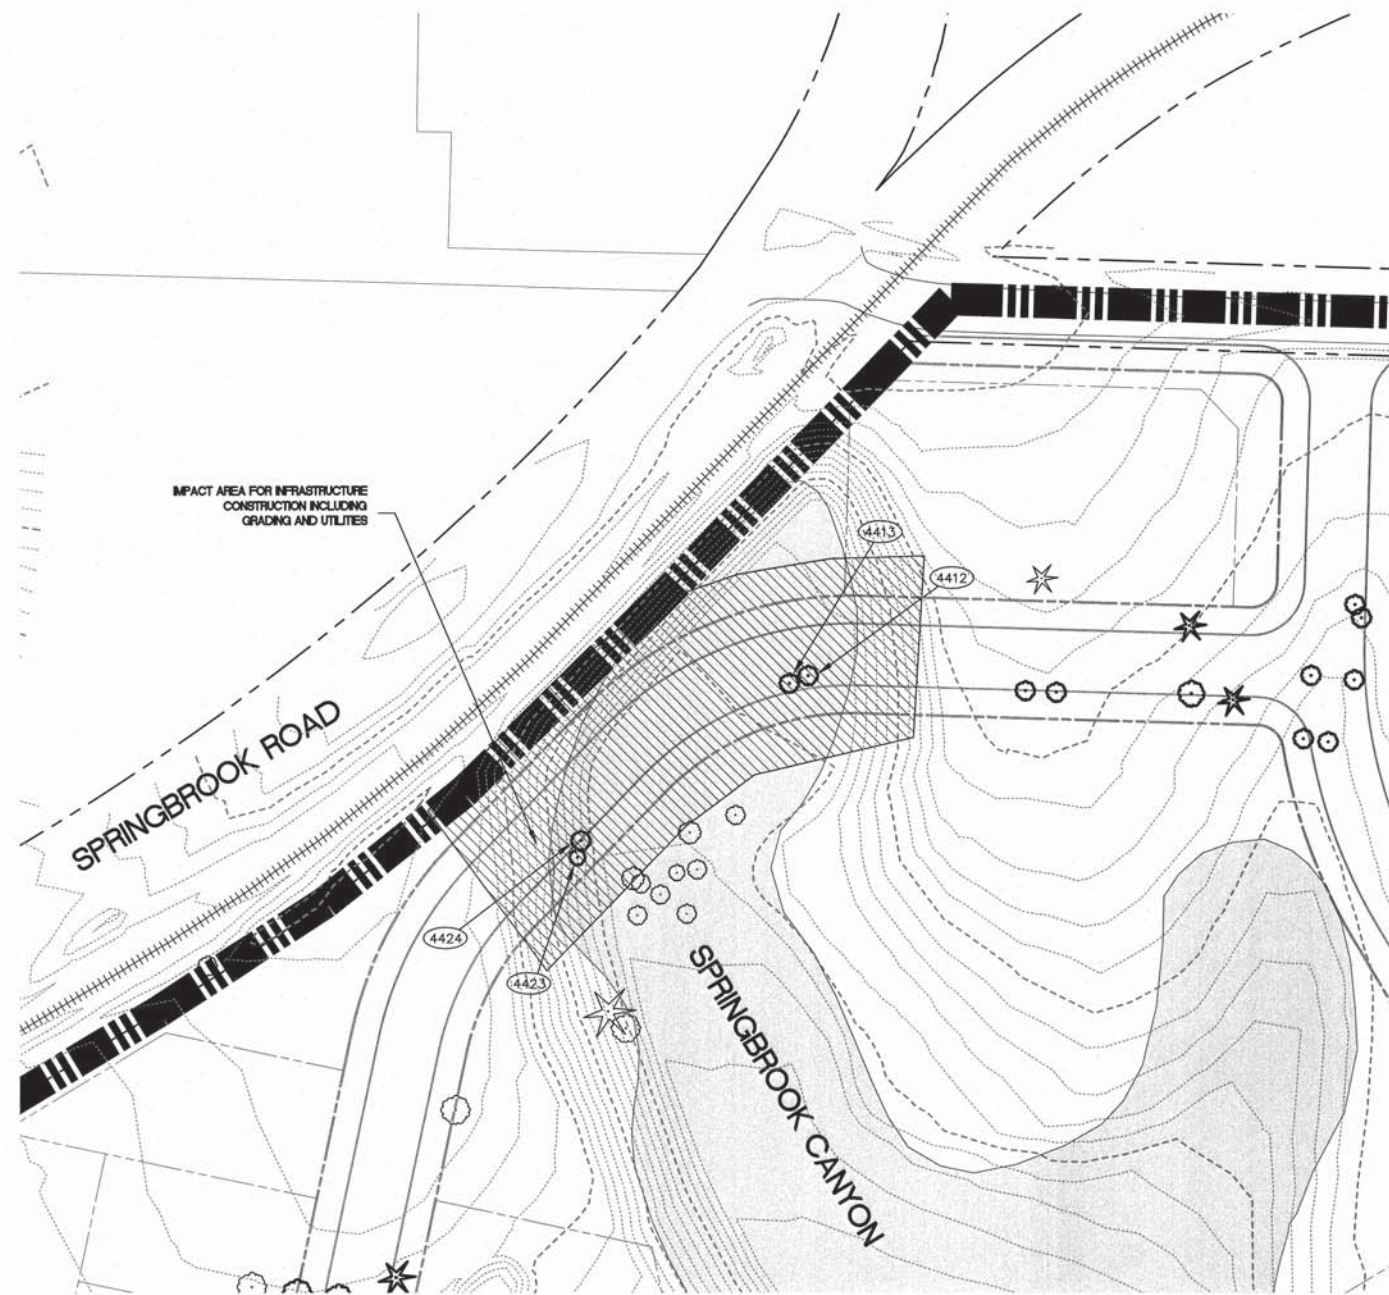 IMPACT AREA FOR INFRASTRUCTURE
CONSTRUCTION INCLUDING
GRADING AND UTILITIES
4413
4412
SPRINGBROOK ROAD
4424
4423
SPRINGBROOK CANYON